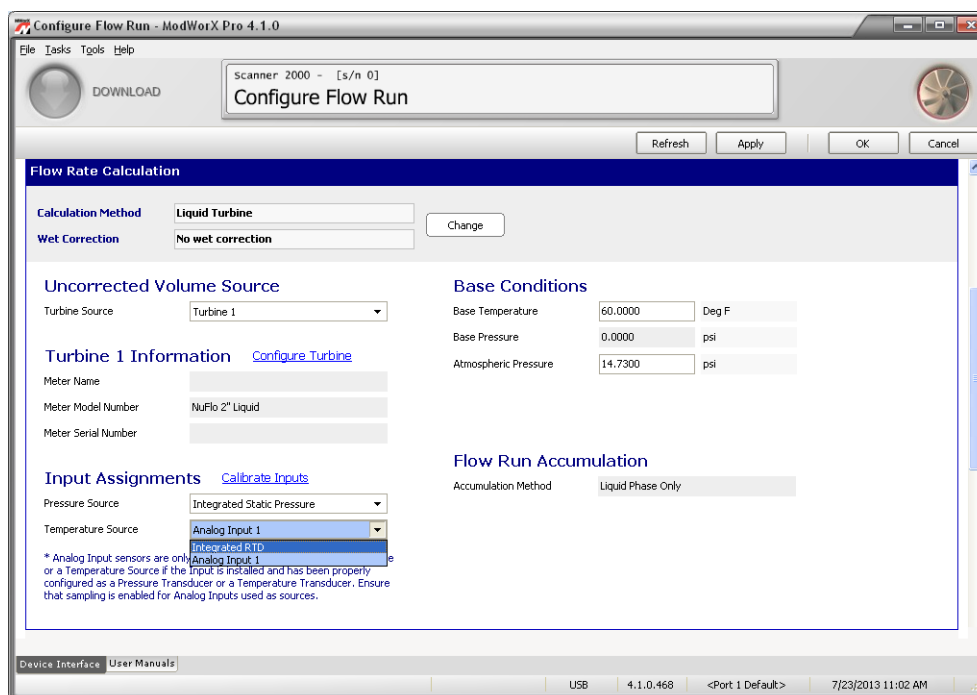 Configure Flow Run - ModWorX Pro 4.1.0
File Tasks Tools Help
DOWNLOAD
Scanner 2000 - [s/n 0]
Configure Flow Run
Refresh Apply OK Cancel
Flow Rate Calculation
Calculation Method Liquid Turbine
Wet Correction No wet correction
Change
Uncorrected Volume Source
Turbine Source Turbine 1
Turbine 1 Information Configure Turbine
Meter Name
Meter Model Number NuFlo 2" Liquid
Meter Serial Number
Input Assignments Calibrate Inputs
Pressure Source Integrated Static Pressure
Temperature Source Analog Input 1
Integrated RTD
Analog Input 1
* Analog Input sensors are only e
or a Temperature Source if the Input is installed and has been properly
configured as a Pressure Transducer or a Temperature Transducer. Ensure
that sampling is enabled for Analog Inputs used as sources.
Base Conditions
Base Temperature 60.0000 Deg F
Base Pressure 0.0000 psi
Atmospheric Pressure 14.7300 psi
Flow Run Accumulation
Accumulation Method Liquid Phase Only
Device Interface User Manuals
USB 4.1.0.468 <Port 1 Default> 7/23/2013 11:02 AM